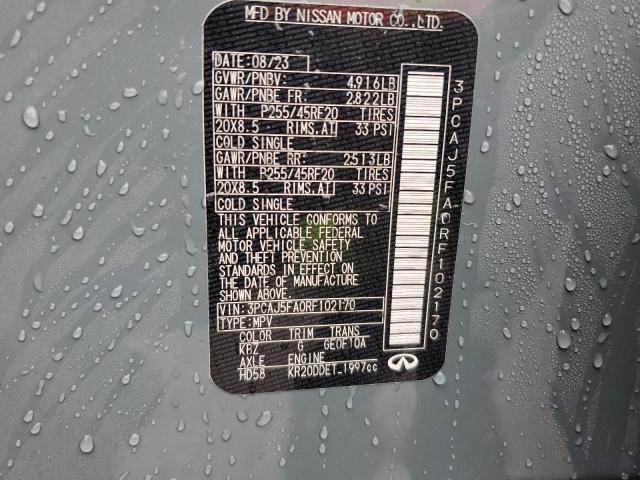 MFD BY NISSAN MOTOR CO.,LTD.
DATE: 08/23
GVWR/PNBV: 4,916LB
GAWR/PNBE FR: 2,822LB
WITH P255/45RF20 TIRES
20X8.5 RIMS,AT 33 PSI
COLD SINGLE
GAWR/PNBE RR: 2513LB
WITH P255/45RF20 TIRES
20X8.5 RIMS,AT 33 PSI
COLD SINGLE
THIS VEHICLE CONFORMS TO
ALL APPLICABLE FEDERAL
MOTOR VEHICLE SAFETY
AND THEFT PREVENTION
STANDARDS IN EFFECT ON
THE DATE OF MANUFACTURE
SHOWN ABOVE.
VIN: 3PCAJ5FA0RF102170
TYPE: MPV
COLOR TRIM TRANS
KBZ G GE0F10A
AXLE ENGINE
HD58 KR20DDET 1997cc
3PCAJ5FA0RF102170